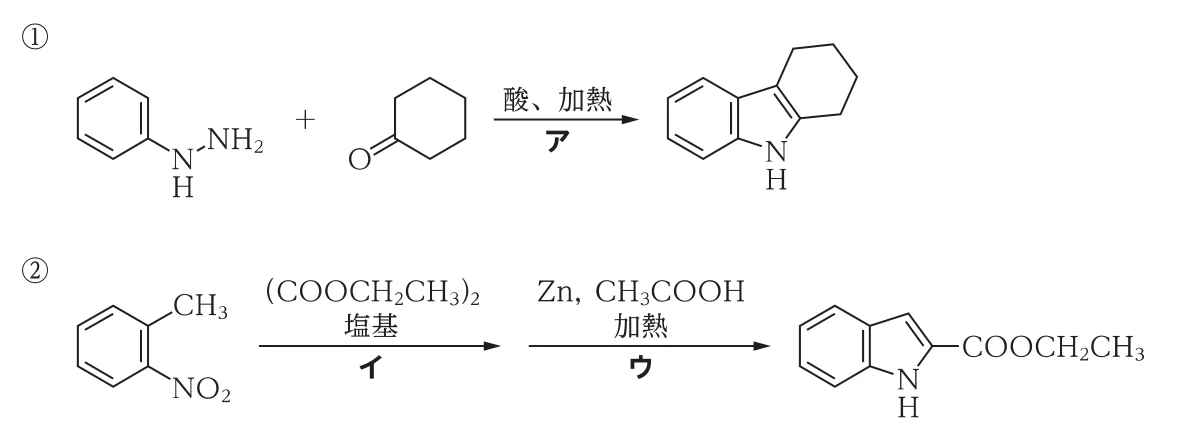 ①
NH₂
N
H
+
O
酸、加熱
ア
N
H
②
CH₃
NO₂
(COOCH₂CH₃)₂
塩基
イ
Zn, CH₃COOH
加熱
ウ
COOCH₂CH₃
N
H